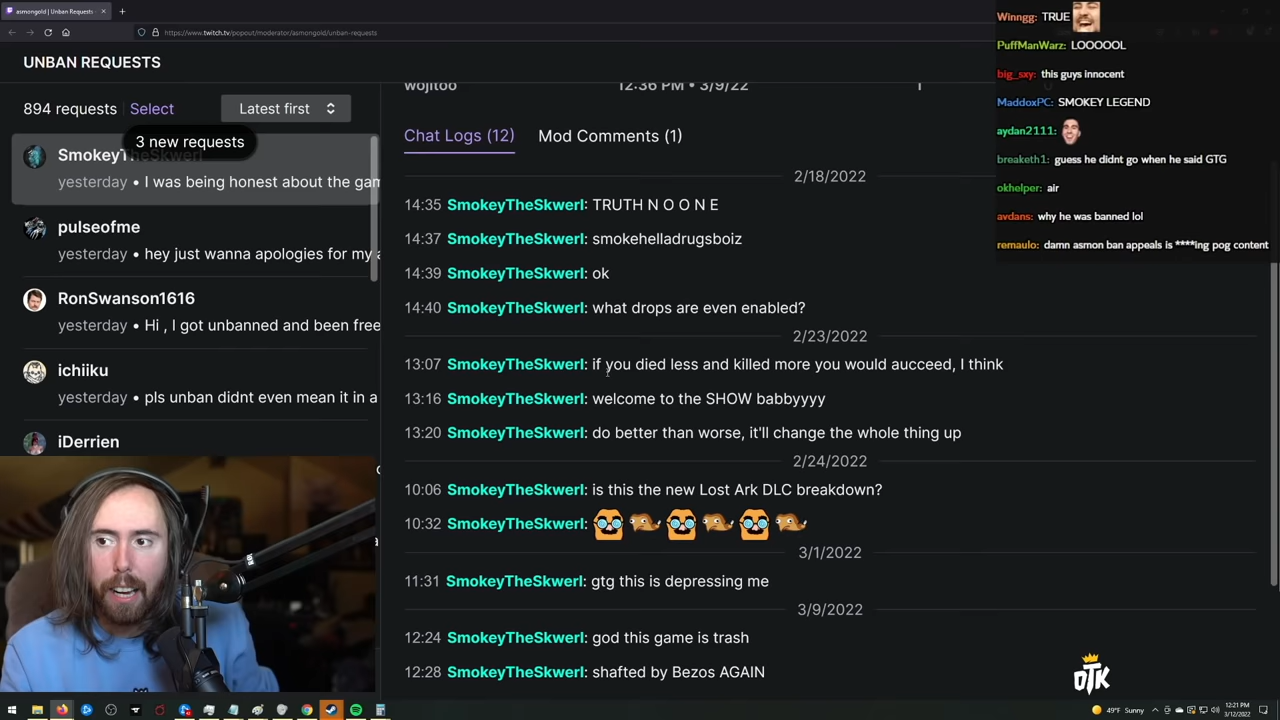 asmongold | Unban Requests -
https://www.twitch.tv/popout/moderator/asmongold/unban-requests
UNBAN REQUESTS
894 requests Select Latest first
3 new requests
yesterday • I was being honest about the gam
pulseofme
yesterday • hey just wanna apologies for my a
RonSwanson1616
yesterday • Hi , I got unbanned and been free
ichiiku
yesterday • pls unban didnt even mean it in a
iDerrien
wojitoo 12:36 PM • 3/9/22 1
Chat Logs (12) Mod Comments (1)
2/18/2022
14:35 SmokeyTheSkwerl: TRUTH N O O N E
14:37 SmokeyTheSkwerl: smokehelladrugsboiz
14:39 SmokeyTheSkwerl: ok
14:40 SmokeyTheSkwerl: what drops are even enabled?
2/23/2022
13:07 SmokeyTheSkwerl: if you died less and killed more you would aucceed, I think
13:16 SmokeyTheSkwerl: welcome to the SHOW babbyyyy
13:20 SmokeyTheSkwerl: do better than worse, it'll change the whole thing up
2/24/2022
10:06 SmokeyTheSkwerl: is this the new Lost Ark DLC breakdown?
10:32 SmokeyTheSkwerl:
3/1/2022
11:31 SmokeyTheSkwerl: gtg this is depressing me
3/9/2022
12:24 SmokeyTheSkwerl: god this game is trash
12:28 SmokeyTheSkwerl: shafted by Bezos AGAIN
Winngg: TRUE
PuffManWarz: LOOOOOL
big_sxy: this guys innocent
MaddoxPC: SMOKEY LEGEND
aydan2111:
breaketh1: guess he didnt go when he said GTG
okhelper: air
avdans: why he was banned lol
remaulo: damn asmon ban appeals is ****ing pog content
OTK
49°F Sunny
12:21 PM
3/12/2022